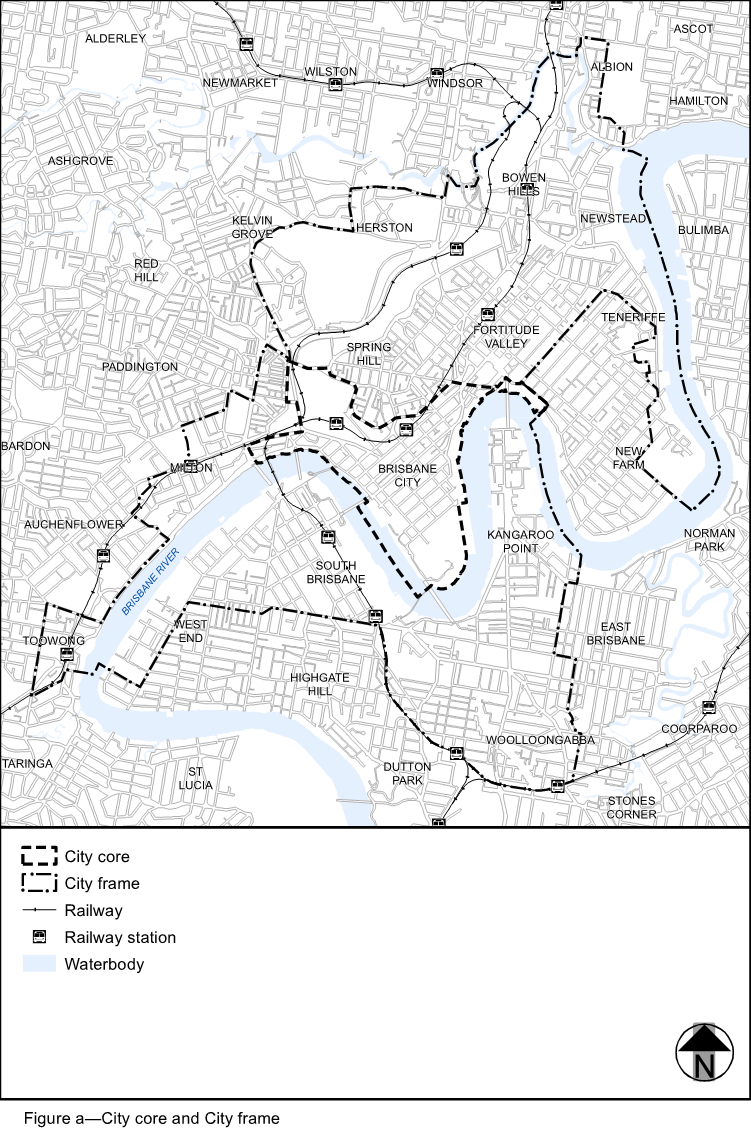 ASCOT
ALDERLEY
ALBION
WILSTON
NEWMARKET
WINDSOR
HAMILTON
ASHGROVE
BOWEN
HILLS
KELVIN
GROVE
HERSTON
NEWSTEAD
BULIMBA
RED
HILL
TENERIFFE
FORTITUDE
VALLEY
SPRING
HILL
PADDINGTON
BARDON
NEW
FARM
MILTON
BRISBANE
CITY
AUCHENFLOWER
KANGAROO
POINT
NORMAN
PARK
BRISBANE RIVER
SOUTH
BRISBANE
WEST
END
EAST
BRISBANE
TOOWONG
HIGHGATE
HILL
COORPAROO
WOOLLOONGABBA
TARINGA
ST
LUCIA
DUTTON
PARK
STONES
CORNER
City core
City frame
Railway
Railway station
Waterbody
N
Figure a—City core and City frame